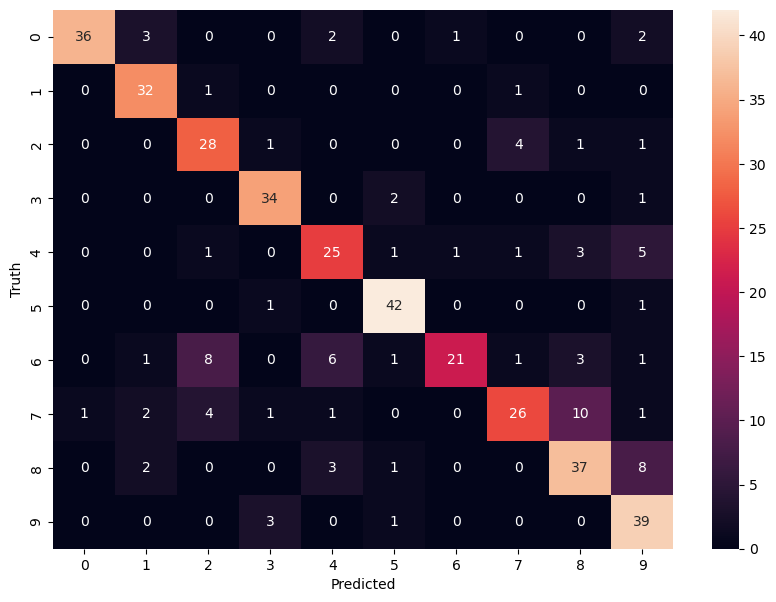 0 36 3 0 0 2 0 1 0 0 2
1 0 32 1 0 0 0 0 1 0 0
2 0 0 28 1 0 0 0 4 1 1
3 0 0 0 34 0 2 0 0 0 1
4 0 0 1 0 25 1 1 1 3 5
5 0 0 0 1 0 42 0 0 0 1
6 0 1 8 0 6 1 21 1 3 1
7 1 2 4 1 1 0 0 26 10 1
8 0 2 0 0 3 1 0 0 37 8
9 0 0 0 3 0 1 0 0 0 39
0 1 2 3 4 5 6 7 8 9
Predicted
Truth
40
35
30
25
20
15
10
5
0